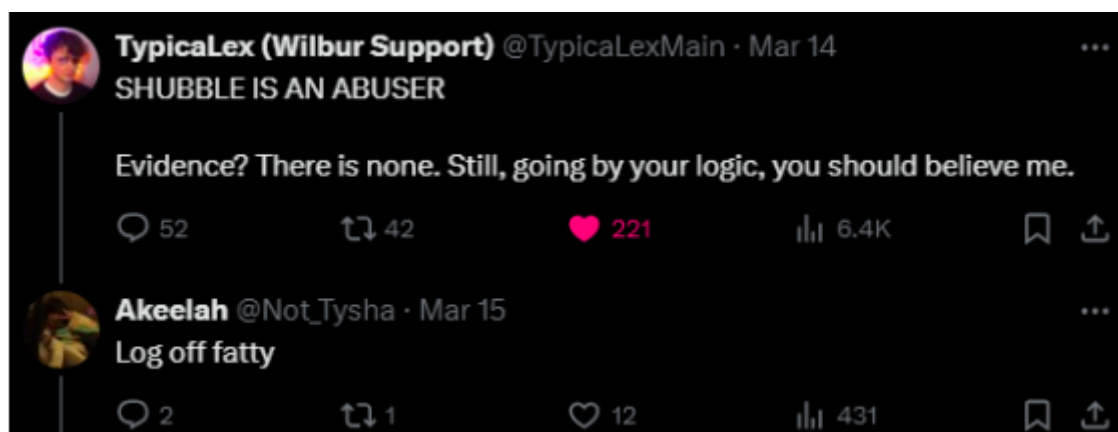 TypicaLex (Wilbur Support) @TypicaLexMain · Mar 14
SHUBBLE IS AN ABUSER
Evidence? There is none. Still, going by your logic, you should believe me.
52 42 221 6.4K
Akeelah @Not_Tysha · Mar 15
Log off fatty
2 1 12 431